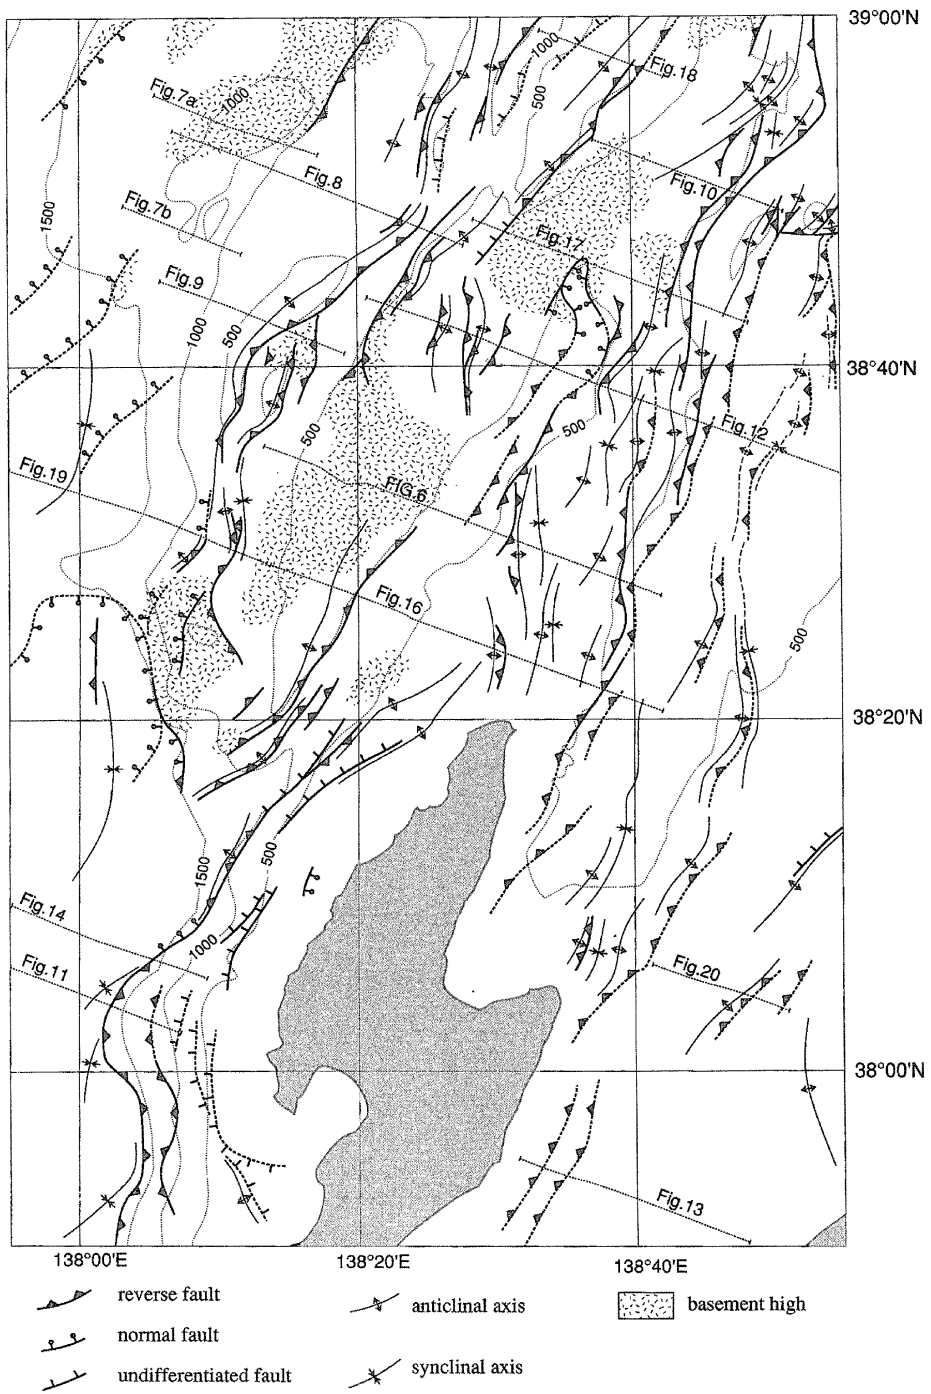 39°00'N
1000
Fig.18
Fig.7a
1000
500
500
Fig.8
Fig.10
1500
Fig.7b
Fig.17
Fig.9
1000
500
38°40'N
500
500
Fig.12
Fig.19
FIG.6
Fig.16
500
38°20'N
500
1500
Fig.14
1000
Fig.11
Fig.20
38°00'N
Fig.13
138°00'E
138°20'E
138°40'E
reverse fault
anticlinal axis
basement high
normal fault
undifferentiated fault
synclinal axis